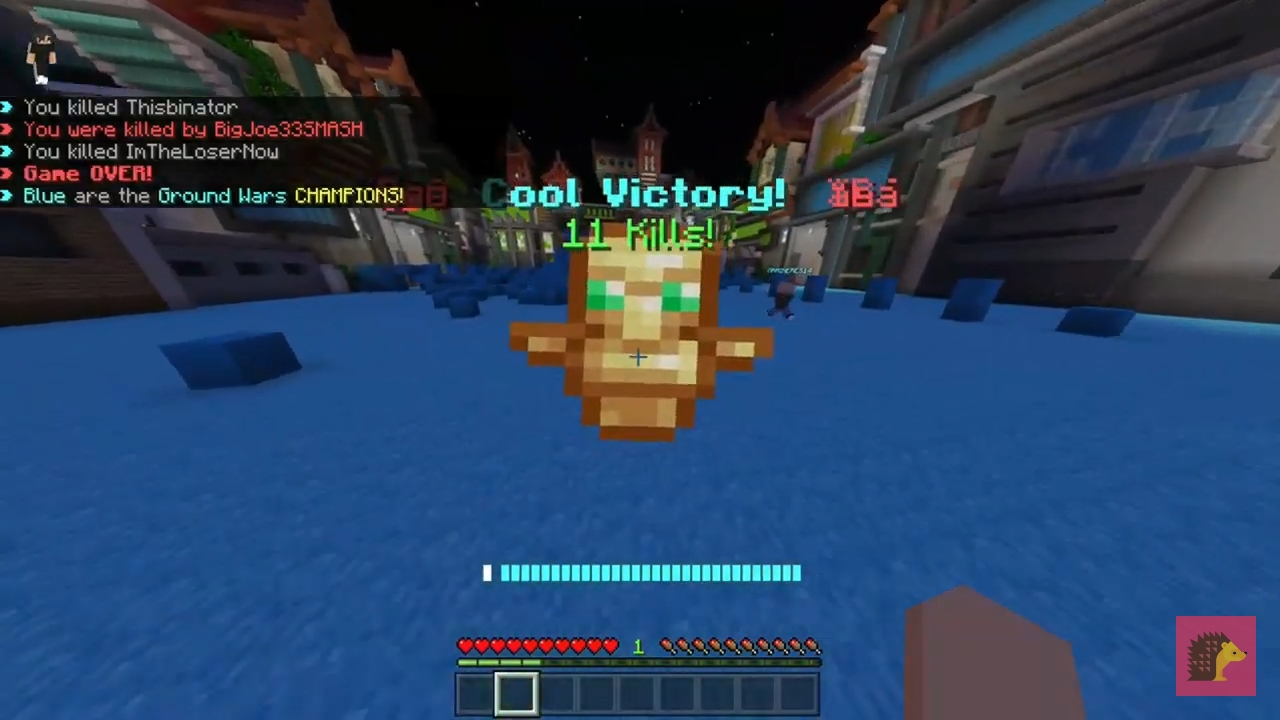 You killed Thisbinator
You were killed by BigJoe33SMASH
You killed ImTheLoserNow
Game OVER!
Blue are the Ground Wars CHAMPIONS!
Cool Victory!
11 Kills!
1